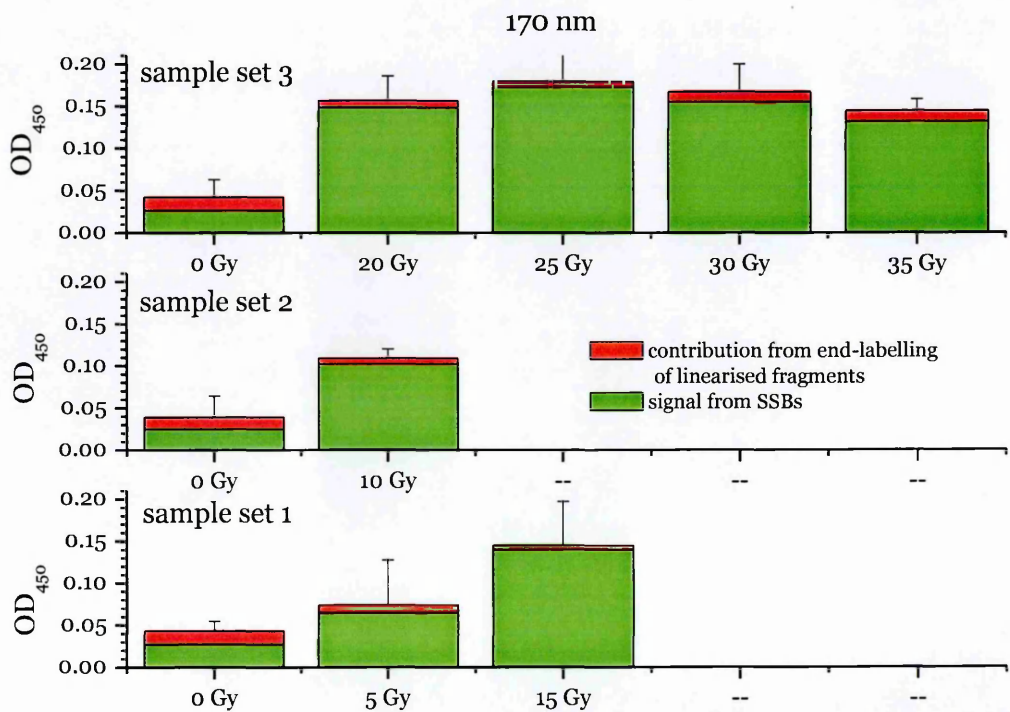 170 nm
sample set 3
OD450
0.20
0.15
0.10
0.05
0.00
0 Gy 20 Gy 25 Gy 30 Gy 35 Gy
sample set 2
OD450
0.20
0.15
0.10
0.05
0.00
contribution from end-labelling
of linearised fragments
signal from SSBs
0 Gy 10 Gy -- -- --
sample set 1
OD450
0.20
0.15
0.10
0.05
0.00
0 Gy 5 Gy 15 Gy -- --